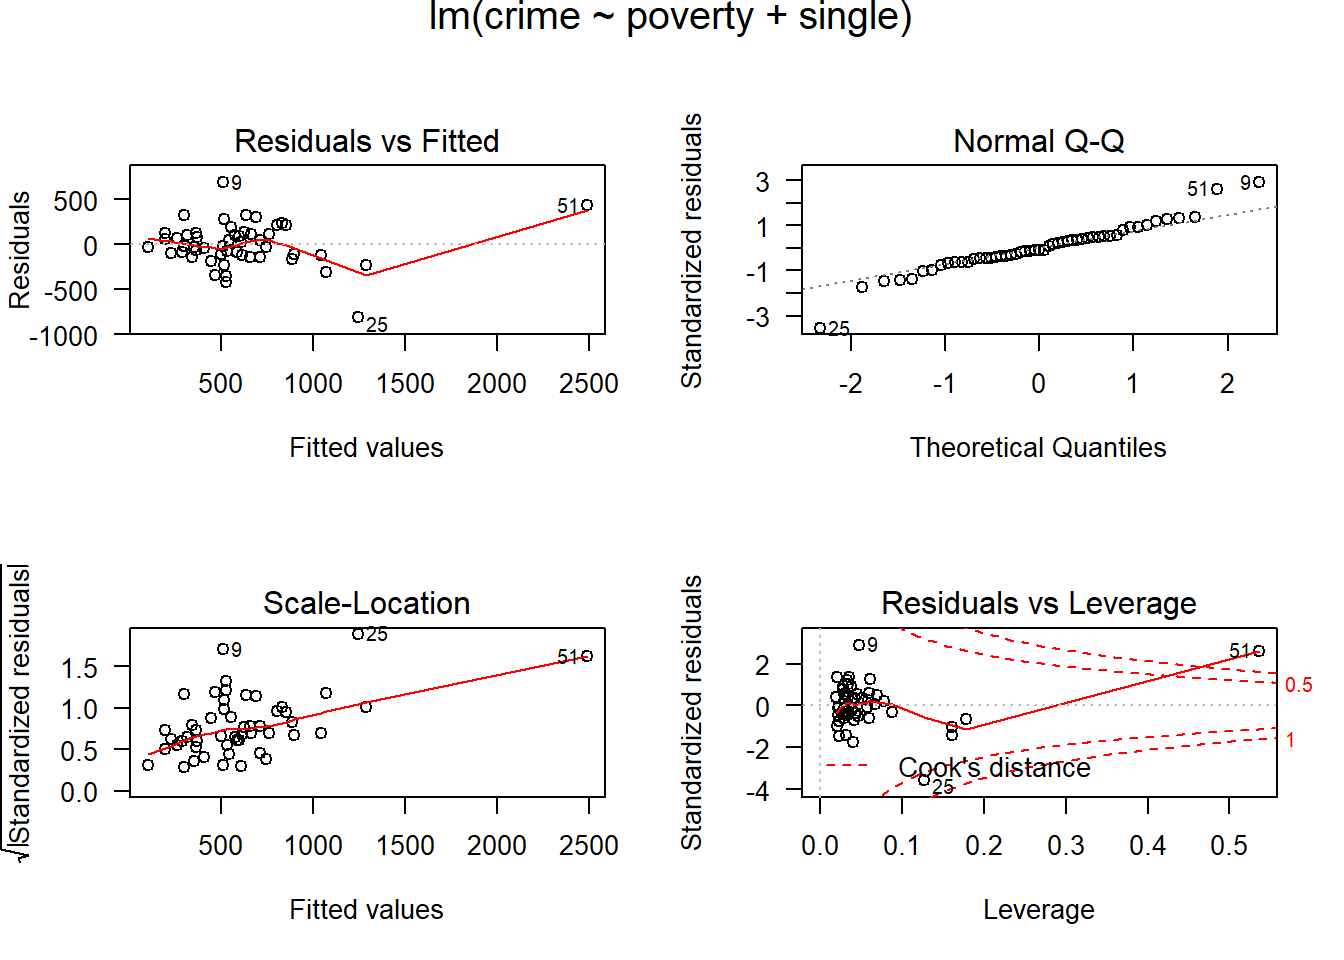 lm(crime ~ poverty + single)
Residuals vs Fitted
Residuals
500
0
-500
-1000
9
51
25
500 1000 1500 2000 2500
Fitted values
Normal Q-Q
Standardized residuals
3
1
-1
-3
51
9
25
-2 -1 0 1 2
Theoretical Quantiles
Scale-Location
√|Standardized residuals|
1.5
1.0
0.5
0.0
9
25
51
500 1000 1500 2000 2500
Fitted values
Residuals vs Leverage
Standardized residuals
2
0
-2
-4
9
51
0.5
1
Cook's distance
25
0.0 0.1 0.2 0.3 0.4 0.5
Leverage